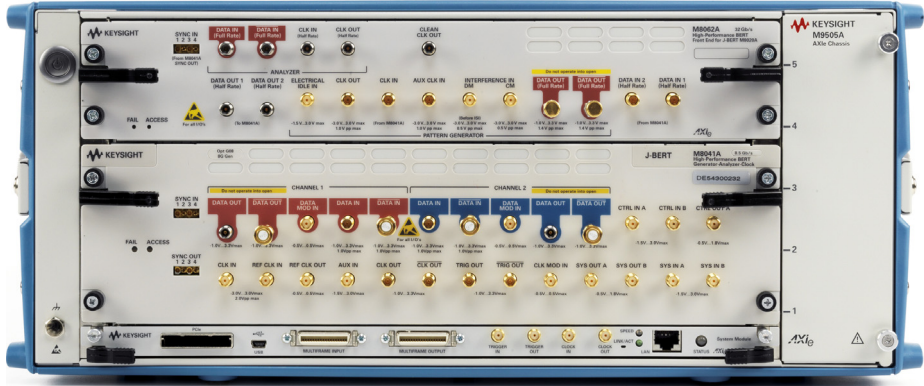 KEYSIGHT
SYNC IN
1 2 3 4
(From M8041A
SYNC OUT)
DATA IN
(Full Rate)
DATA IN
(Full Rate)
CLK IN
(Half Rate)
CLK OUT
(Half Rate)
CLEAN
CLK OUT
M8062A
32 Gb/s
High-Performance BERT
Front End for J-BERT M8020A
KEYSIGHT
M9505A
AXIe Chassis
5
ANALYZER
DATA OUT 1
(Half Rate)
DATA OUT 2
(Half Rate)
ELECTRICAL
IDLE IN
CLK OUT
CLK IN
AUX CLK IN
INTERFERENCE IN
DM
CM
Do not operate into open
DATA OUT
(Full Rate)
DATA OUT
(Full Rate)
DATA IN 2
(Half Rate)
DATA IN 1
(Half Rate)
FAIL
ACCESS
For all I/O's
(To M8041A)
(From M8041A)
(From M8041A)
PATTERN GENERATOR
AXIe
4
KEYSIGHT
J-BERT
M8041A
8.5 Gb/s
High-Performance BERT
Generator-Analyzer-Clock
DE54300232
3
SYNC IN
1 2 3 4
Do not operate into open
CHANNEL 1
CHANNEL 2
Do not operate into open
DATA OUT
DATA OUT
DATA
MOD IN
DATA IN
DATA IN
DATA IN
DATA IN
DATA
MOD IN
DATA OUT
DATA OUT
CTRL IN A
CTRL IN B
CTRL OUT A
For all I/O's
FAIL
ACCESS
2
SYNC OUT
1 2 3 4
CLK IN
REF CLK IN
REF CLK OUT
AUX IN
CLK OUT
CLK OUT
TRIG OUT
TRIG OUT
CLK MOD IN
SYS OUT A
SYS OUT B
SYS IN A
SYS IN B
1
KEYSIGHT
PCIe
USB
MULTIFRAME INPUT
MULTIFRAME OUTPUT
TRIGGER
IN
TRIGGER
OUT
CLOCK
IN
CLOCK
OUT
SPEED
LINK/ACT
LAN
STATUS
System Module
AXIe
AXIe